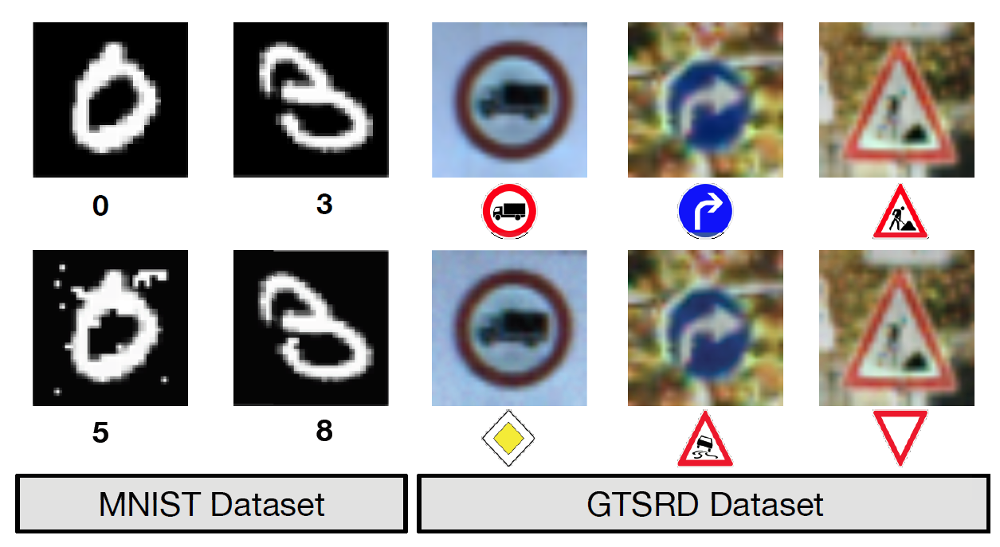 0 3
5 8
MNIST Dataset
GTSRD Dataset